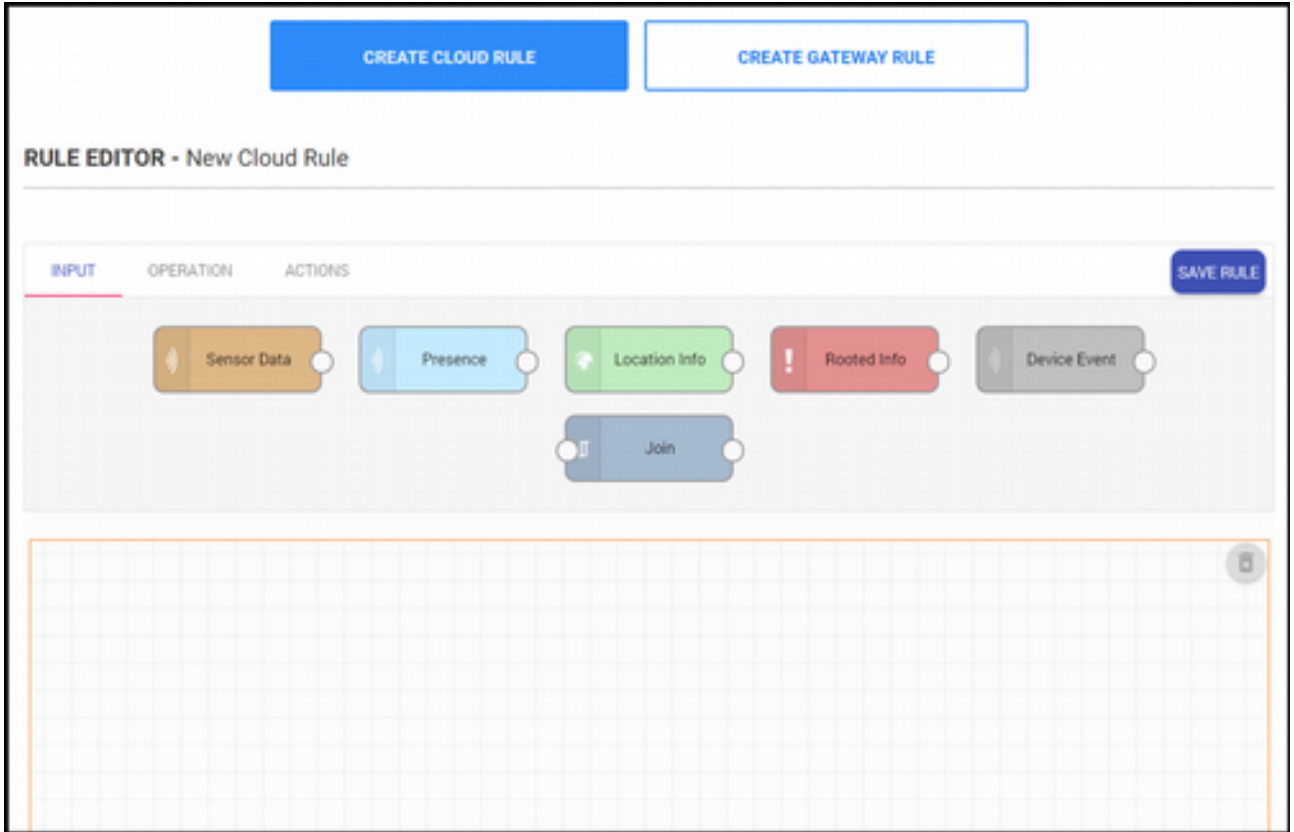 CREATE CLOUD RULE CREATE GATEWAY RULE
RULE EDITOR - New Cloud Rule
INPUT OPERATION ACTIONS SAVE RULE
Sensor Data Presence Location Info Rooted Info Device Event
Join